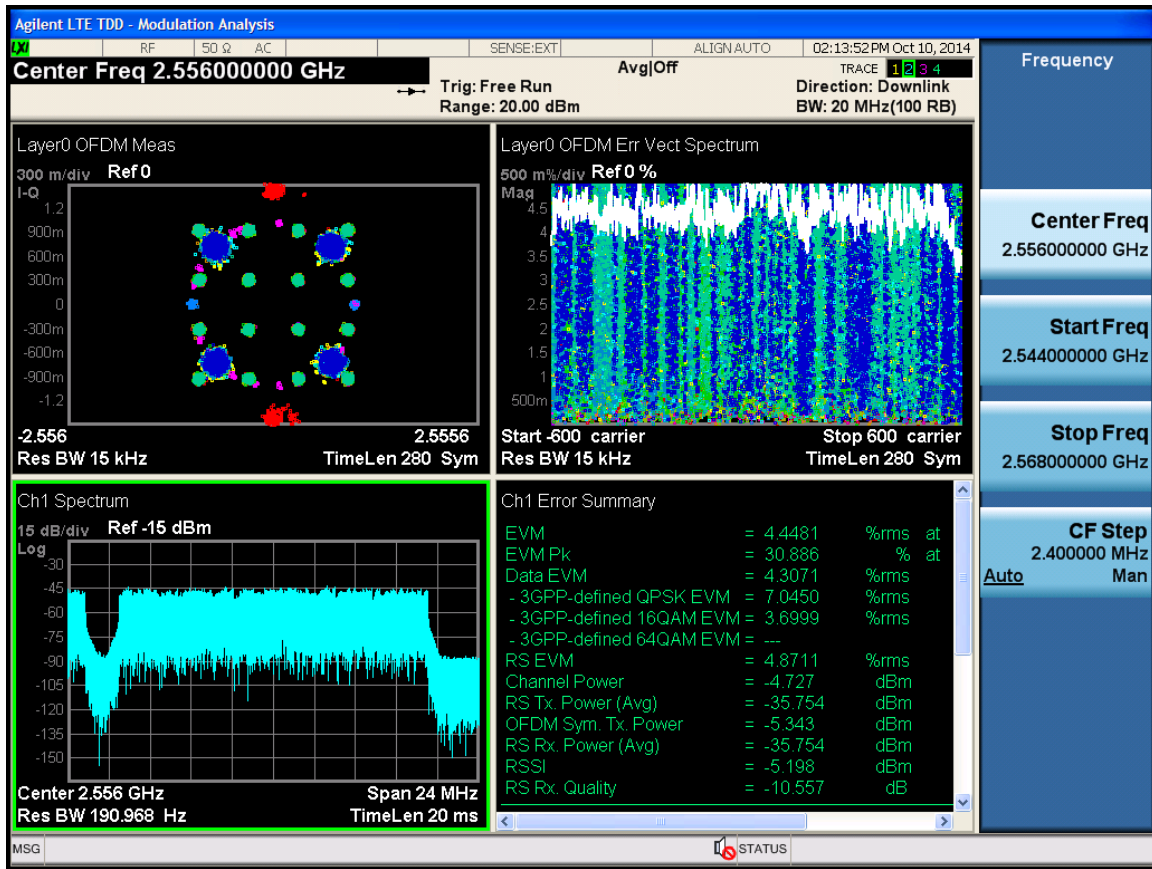 Agilent LTE TDD - Modulation Analysis
LXI RF 50 Ω AC SENSE:EXT ALIGN AUTO 02:13:52 PM Oct 10, 2014
Center Freq 2.556000000 GHz
Avg|Off
TRACE 1 2 3 4
Trig: Free Run
Direction: Downlink
Range: 20.00 dBm
BW: 20 MHz(100 RB)
Layer0 OFDM Meas
300 m/div Ref 0
I-Q
1.2
900m
600m
300m
0
-300m
-600m
-900m
-1.2
-2.556 2.5556
Res BW 15 kHz TimeLen 280 Sym
Layer0 OFDM Err Vect Spectrum
500 m%/div Ref 0 %
Mag
4.5
4
3.5
3
2.5
2
1.5
1
500m
Start -600 carrier Stop 600 carrier
Res BW 15 kHz TimeLen 280 Sym
Ch1 Spectrum
15 dB/div Ref -15 dBm
Log
-30
-45
-60
-75
-90
-105
-120
-135
-150
Center 2.556 GHz Span 24 MHz
Res BW 190.968 Hz TimeLen 20 ms
Ch1 Error Summary
EVM = 4.4481 %rms at
EVM Pk = 30.886 % at
Data EVM = 4.3071 %rms
- 3GPP-defined QPSK EVM = 7.0450 %rms
- 3GPP-defined 16QAM EVM = 3.6999 %rms
- 3GPP-defined 64QAM EVM = ---
RS EVM = 4.8711 %rms
Channel Power = -4.727 dBm
RS Tx. Power (Avg) = -35.754 dBm
OFDM Sym. Tx. Power = -5.343 dBm
RS Rx. Power (Avg) = -35.754 dBm
RSSI = -5.198 dBm
RS Rx. Quality = -10.557 dB
Frequency
Center Freq
2.556000000 GHz
Start Freq
2.544000000 GHz
Stop Freq
2.568000000 GHz
CF Step
2.400000 MHz
Auto Man
MSG STATUS